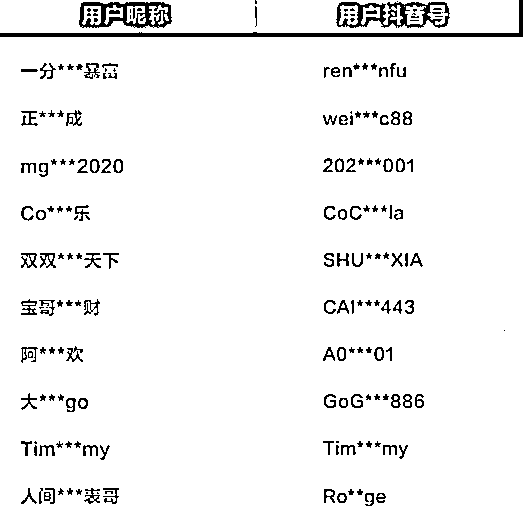 用户昵称 用户抖音号
一分***暴富 ren***nfu
正***成 wei***c88
mg***2020 202***001
Co***乐 CoC***la
双双***天下 SHU***XIA
宝哥***财 CAI***443
阿***欢 A0***01
大***go GoG***886
Tim***my Tim***my
人间***衷哥 Ro**ge